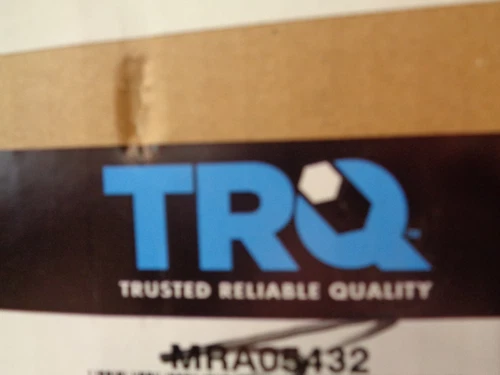 TRQ
TRUSTED RELIABLE QUALITY
MRA05432